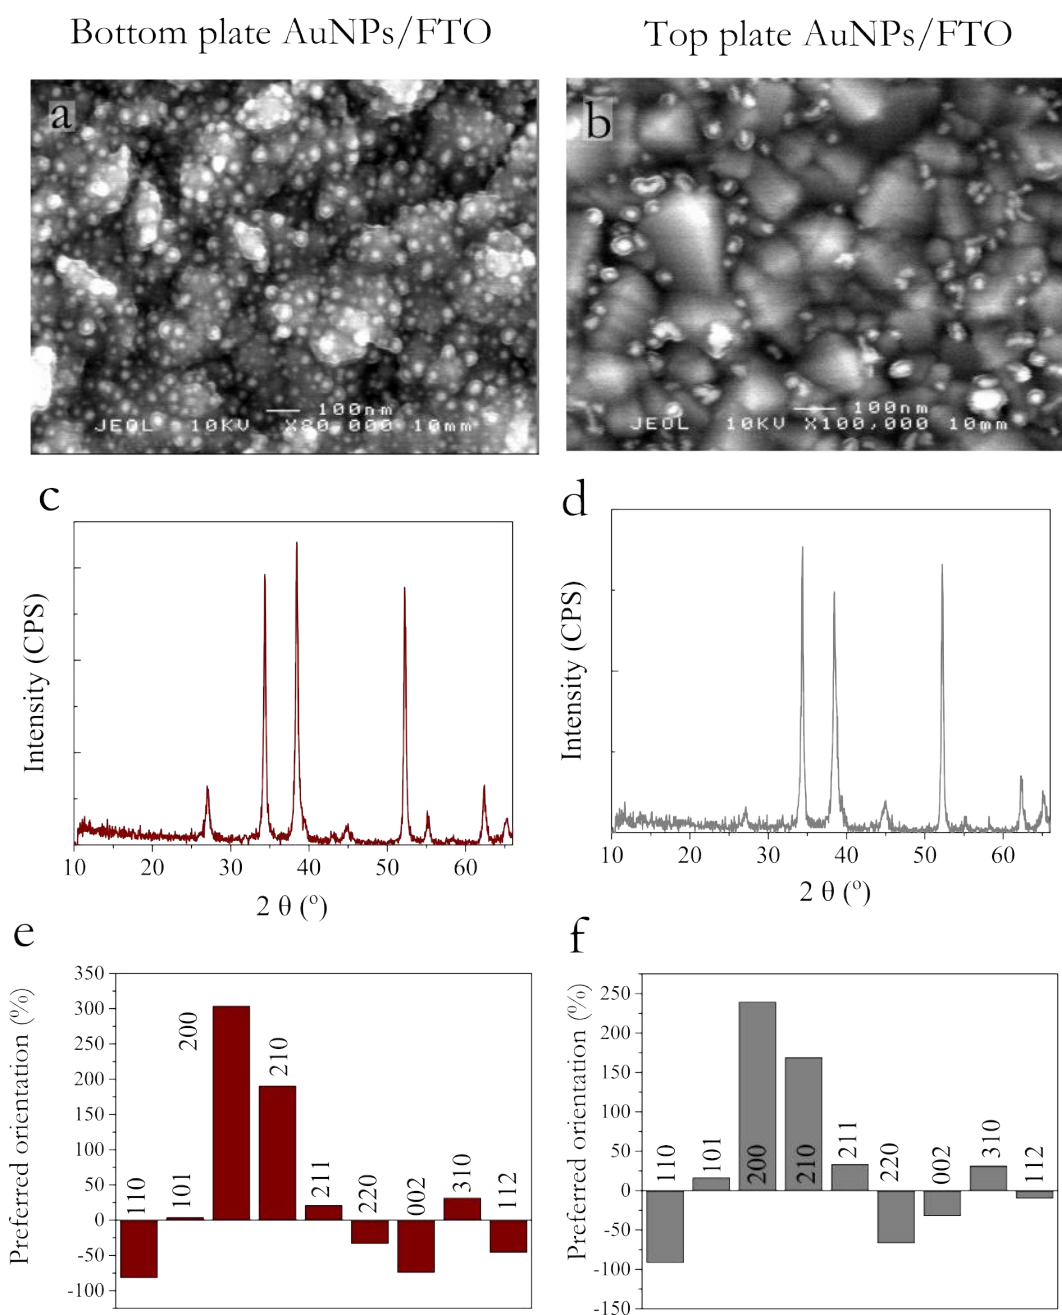 Bottom plate AuNPs/FTO
Top plate AuNPs/FTO
a
100nm
JEOL 10KV X80,000 10mm
b
100nm
JEOL 10KV X100,000 10mm
c
Intensity (CPS)
10 20 30 40 50 60
2 θ (°)
d
Intensity (CPS)
10 20 30 40 50 60
2 θ (°)
e
Preferred orientation (%)
350
300
250
200
150
100
50
0
-50
-100
110 101 200 210 211 220 002 310 112
f
Preferred orientation (%)
250
200
150
100
50
0
-50
-100
-150
110 101 200 210 211 220 002 310 112